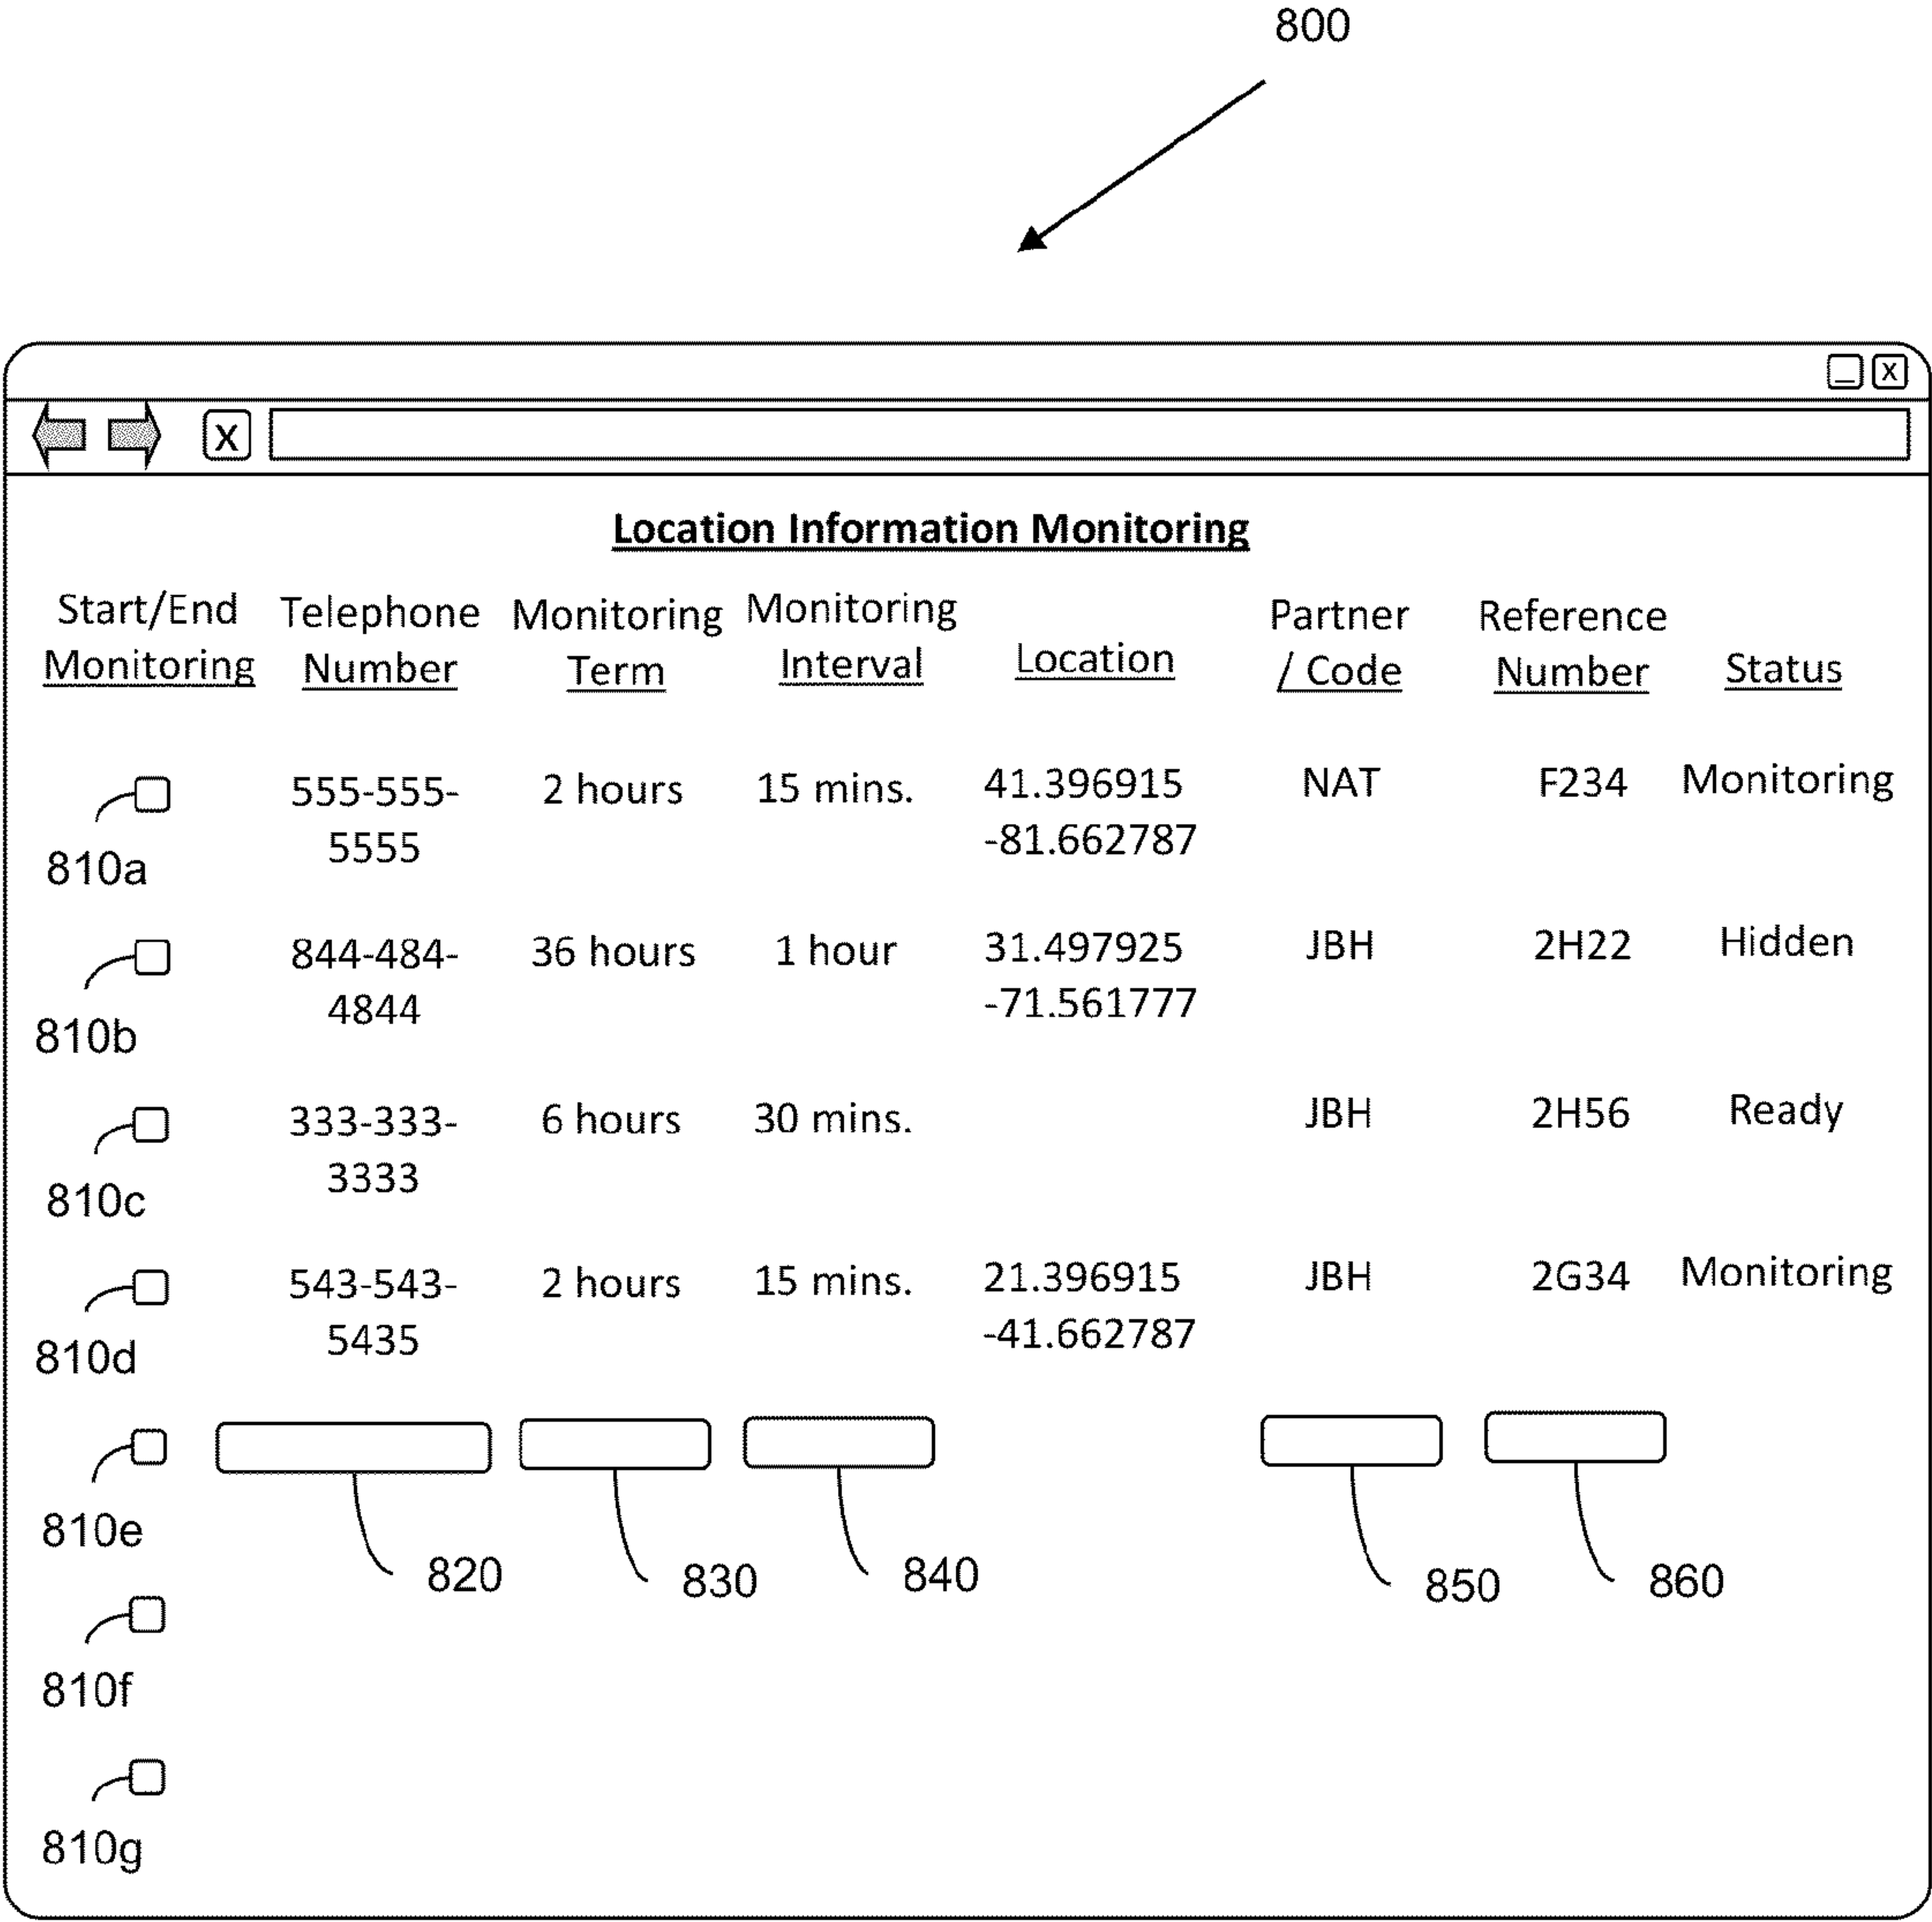 800
_ X
X
Location Information Monitoring
Start/End Telephone Monitoring Monitoring Partner Reference
Monitoring Number Term Interval Location / Code Number Status
555-555- 2 hours 15 mins. 41.396915 NAT F234 Monitoring
5555 -81.662787
810a
844-484- 36 hours 1 hour 31.497925 JBH 2H22 Hidden
4844 -71.561777
810b
333-333- 6 hours 30 mins. JBH 2H56 Ready
3333
810c
543-543- 2 hours 15 mins. 21.396915 JBH 2G34 Monitoring
5435 -41.662787
810d
810e
820 830 840 850 860
810f
810g